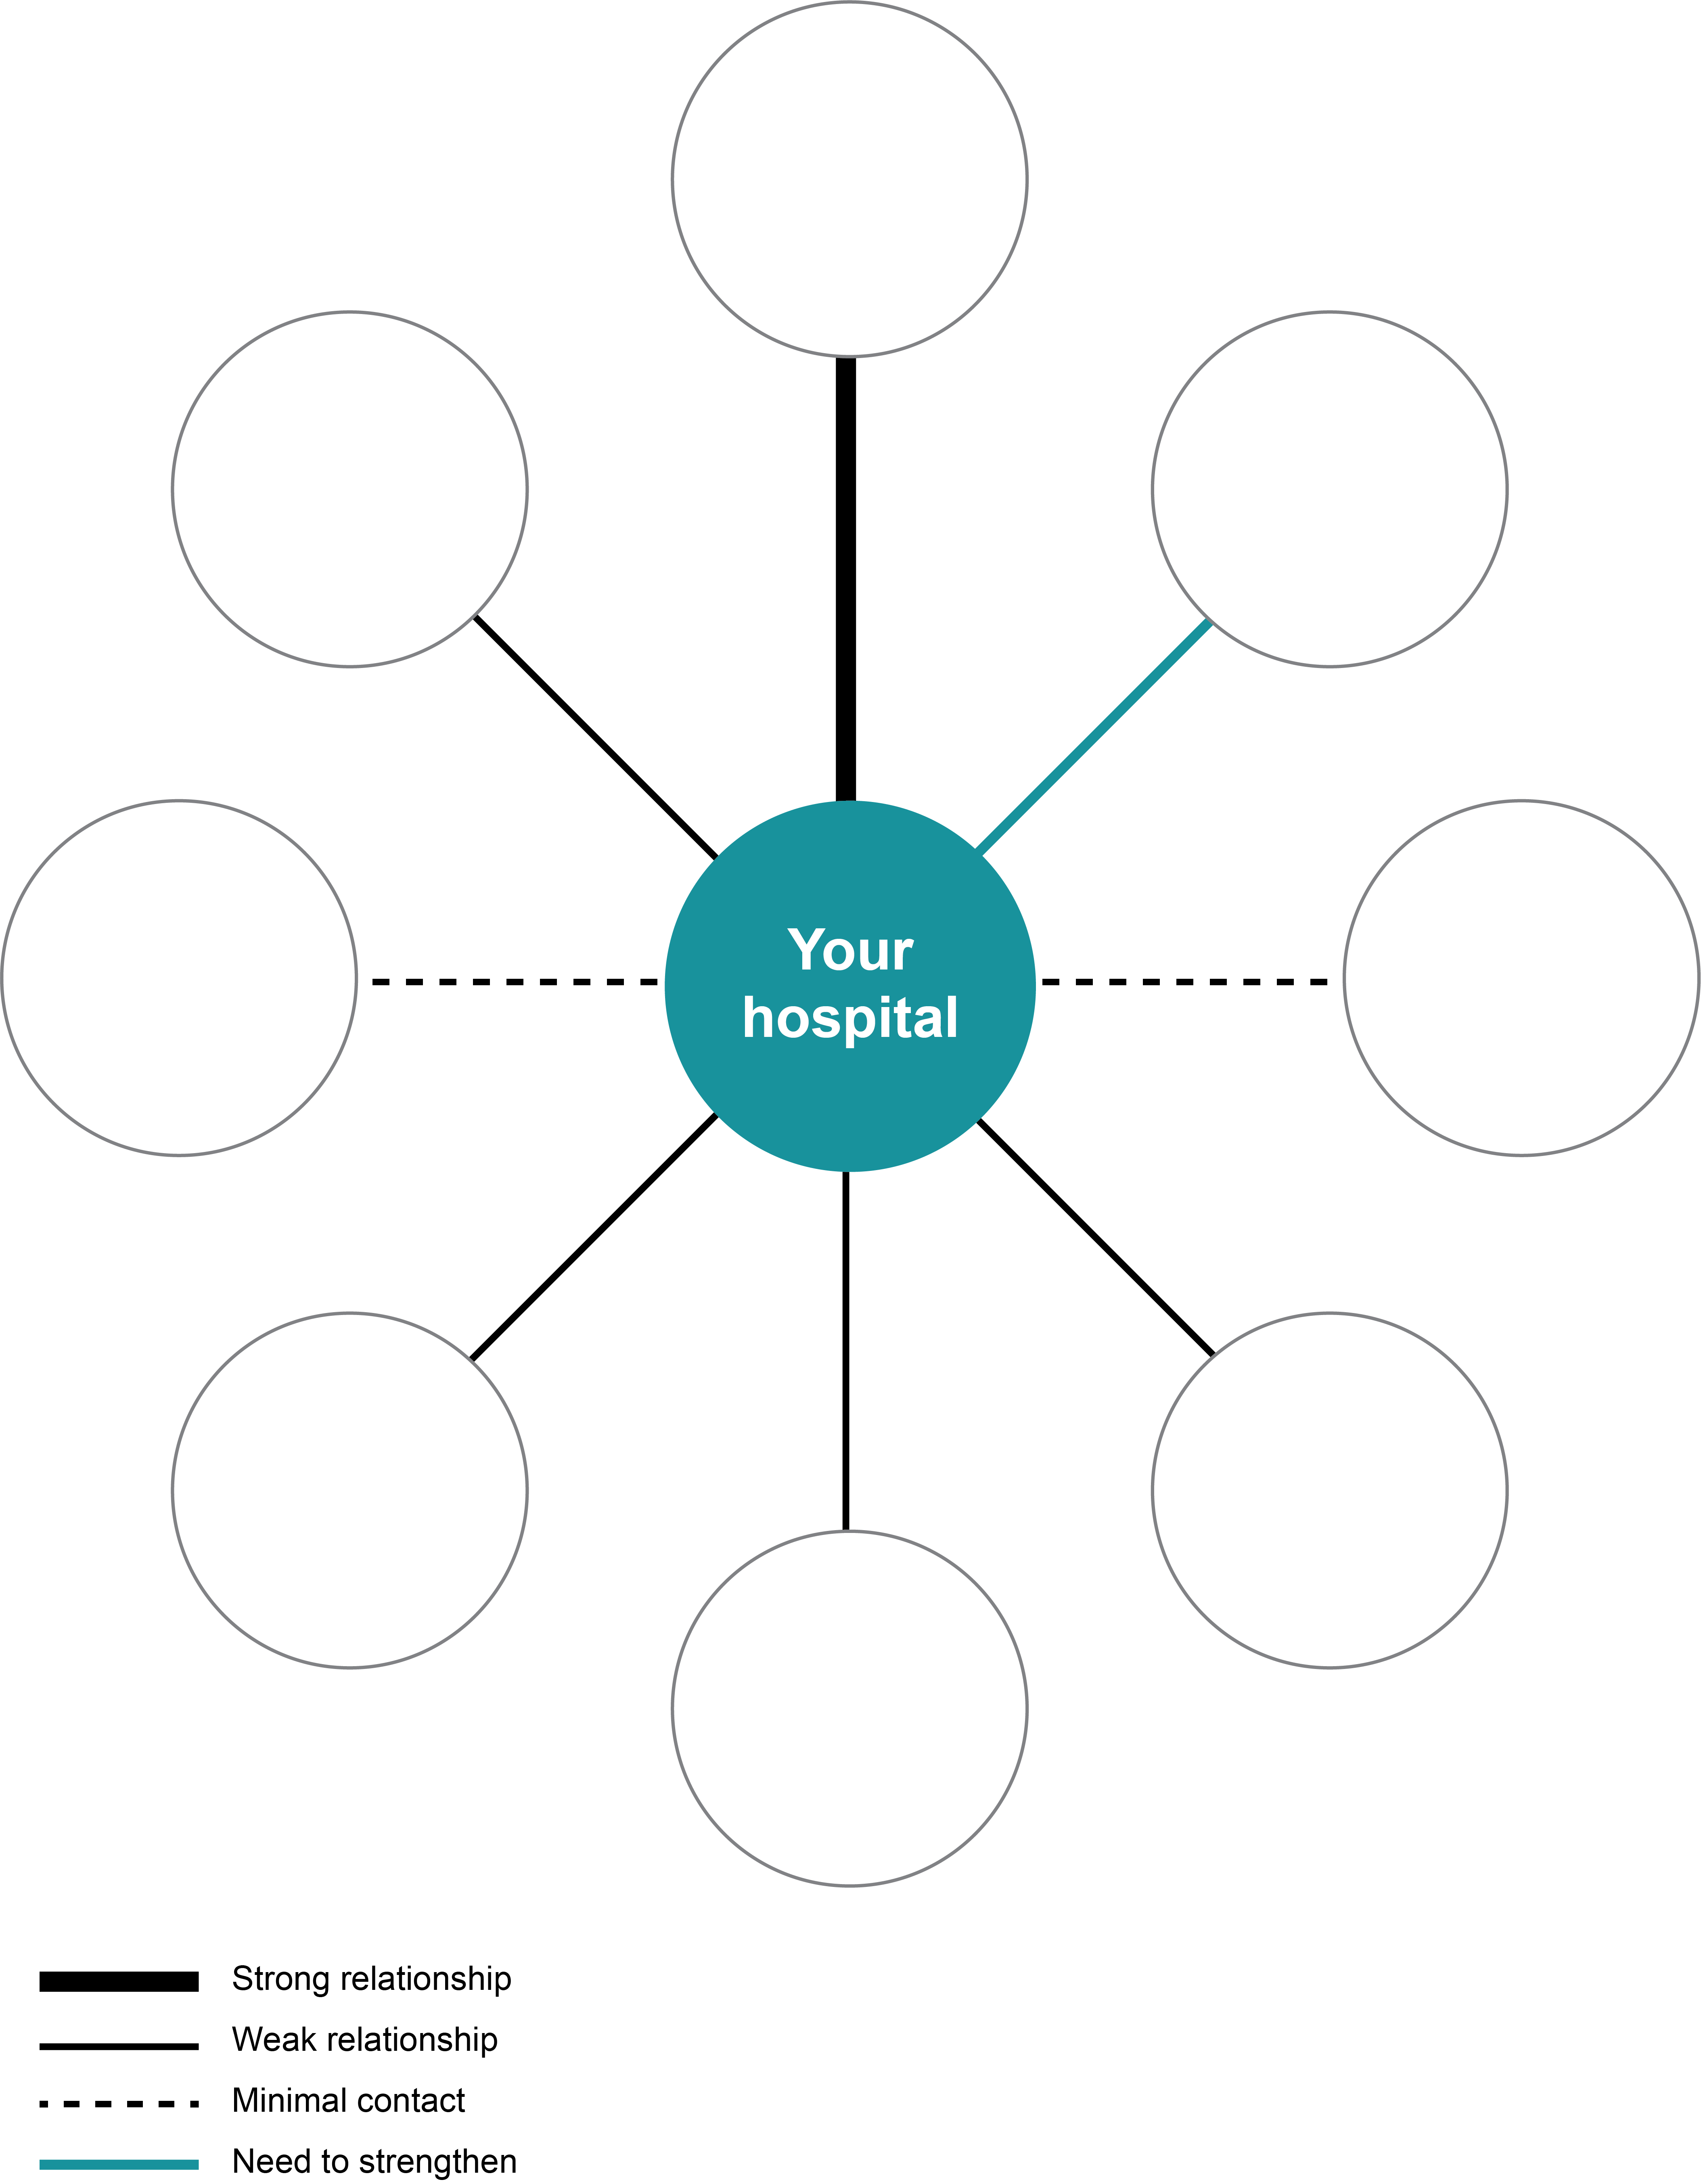 Your
hospital
Strong relationship
Weak relationship
Minimal contact
Need to strengthen